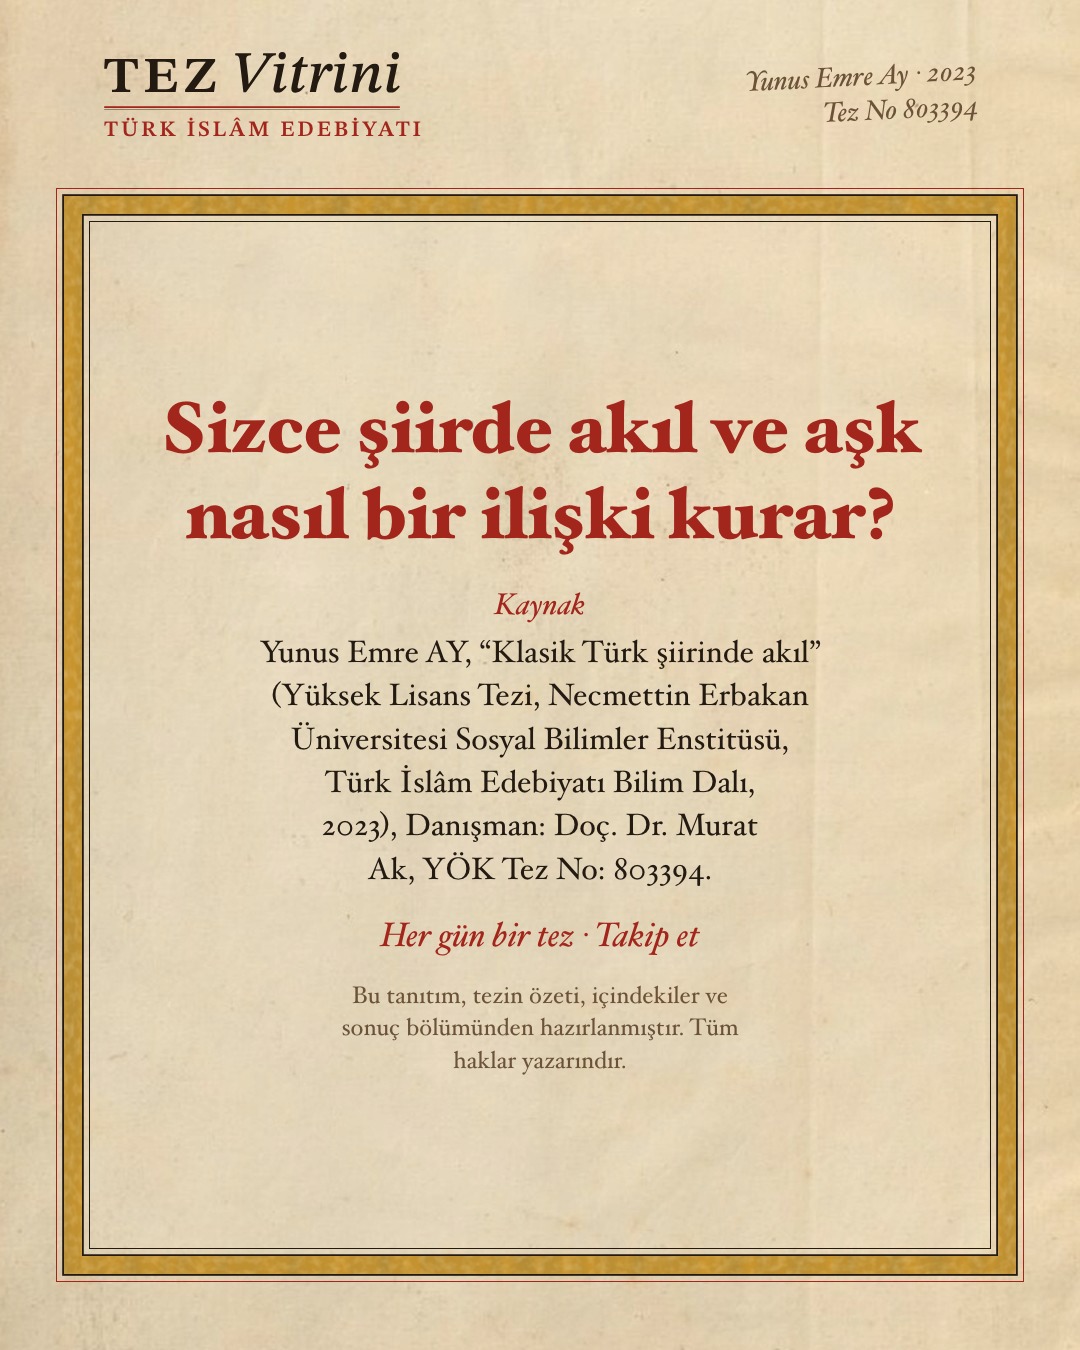 TEZ Vitrini
TÜRK İSLÂM EDEBİYATI
Yunus Emre Ay · 2023
Tez No 803394
Sizce şiirde akıl ve aşk
nasıl bir ilişki kurar?
Kaynak
Yunus Emre AY, “Klasik Türk şiirinde akıl”
(Yüksek Lisans Tezi, Necmettin Erbakan
Üniversitesi Sosyal Bilimler Enstitüsü,
Türk İslâm Edebiyatı Bilim Dalı,
2023), Danışman: Doç. Dr. Murat
Ak, YÖK Tez No: 803394.
Her gün bir tez · Takip et
Bu tanıtım, tezin özeti, içindekiler ve
sonuç bölümünden hazırlanmıştır. Tüm
haklar yazarındır.